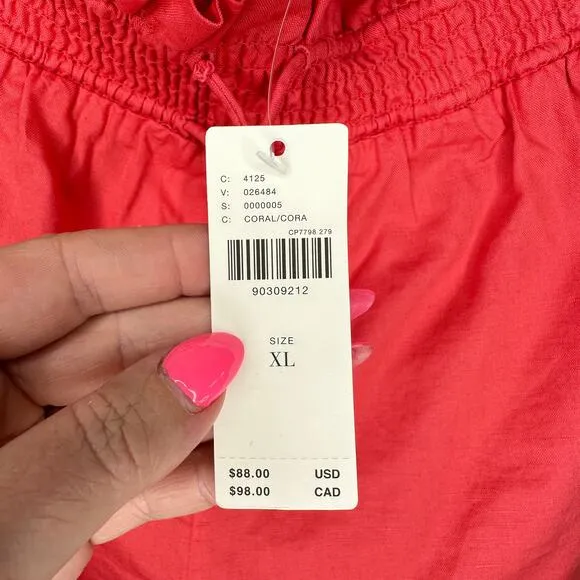 C: 4125
V: 026484
S: 0000005
C: CORAL/CORA
CP7798 279
90309212
SIZE
XL
$88.00 USD
$98.00 CAD